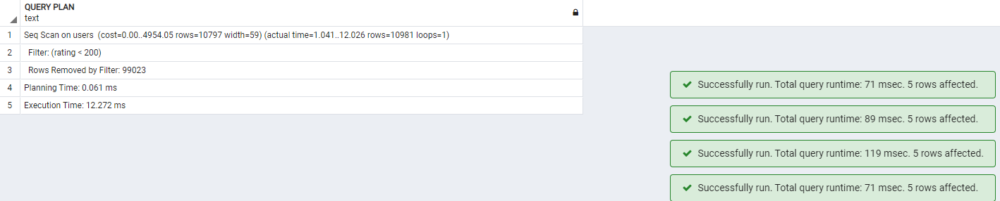 QUERY PLAN
text
1 Seq Scan on users (cost=0.00..4954.05 rows=10797 width=59) (actual time=1.041..12.026 rows=10981 loops=1)
2 Filter: (rating < 200)
3 Rows Removed by Filter: 99023
4 Planning Time: 0.061 ms
5 Execution Time: 12.272 ms
Successfully run. Total query runtime: 71 msec. 5 rows affected.
Successfully run. Total query runtime: 89 msec. 5 rows affected.
Successfully run. Total query runtime: 119 msec. 5 rows affected.
Successfully run. Total query runtime: 71 msec. 5 rows affected.